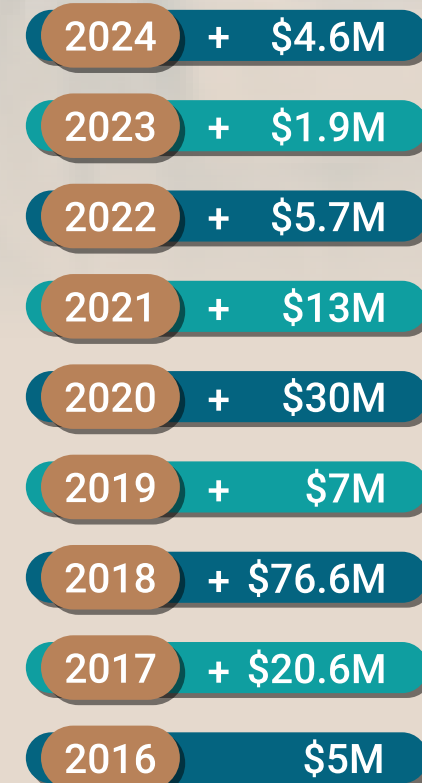 2024 + $4.6M
2023 + $1.9M
2022 + $5.7M
2021 + $13M
2020 + $30M
2019 + $7M
2018 + $76.6M
2017 + $20.6M
2016 $5M